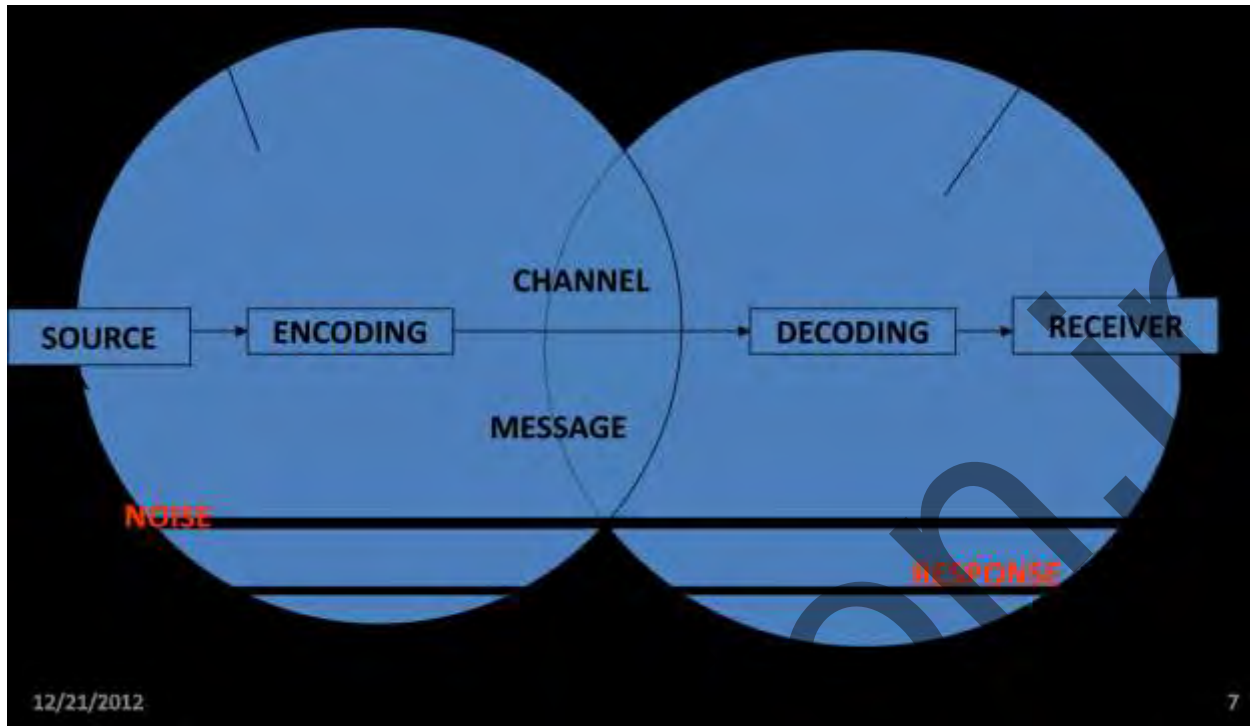 CHANNEL
SOURCE
ENCODING
DECODING
RECEIVER
MESSAGE
NOISE
RESPONSE
12/21/2012
7